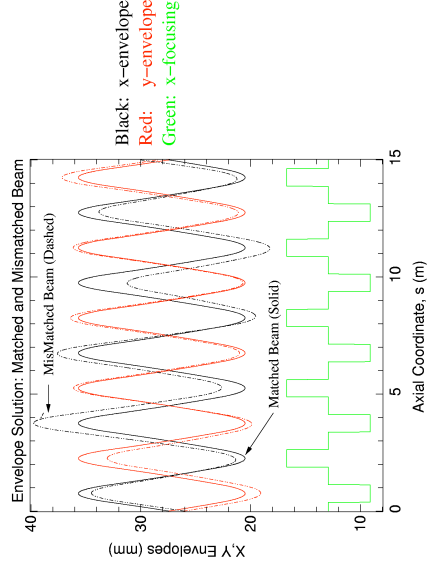 Envelope Solution: Matched and Mismatched Beam
MisMatched Beam (Dashed)
Matched Beam (Solid)
X,Y Envelopes (mm)
40
30
20
10
0
5
10
15
Axial Coordinate, s (m)
Black: x-envelope
Red: y-envelope
Green: x-focusing